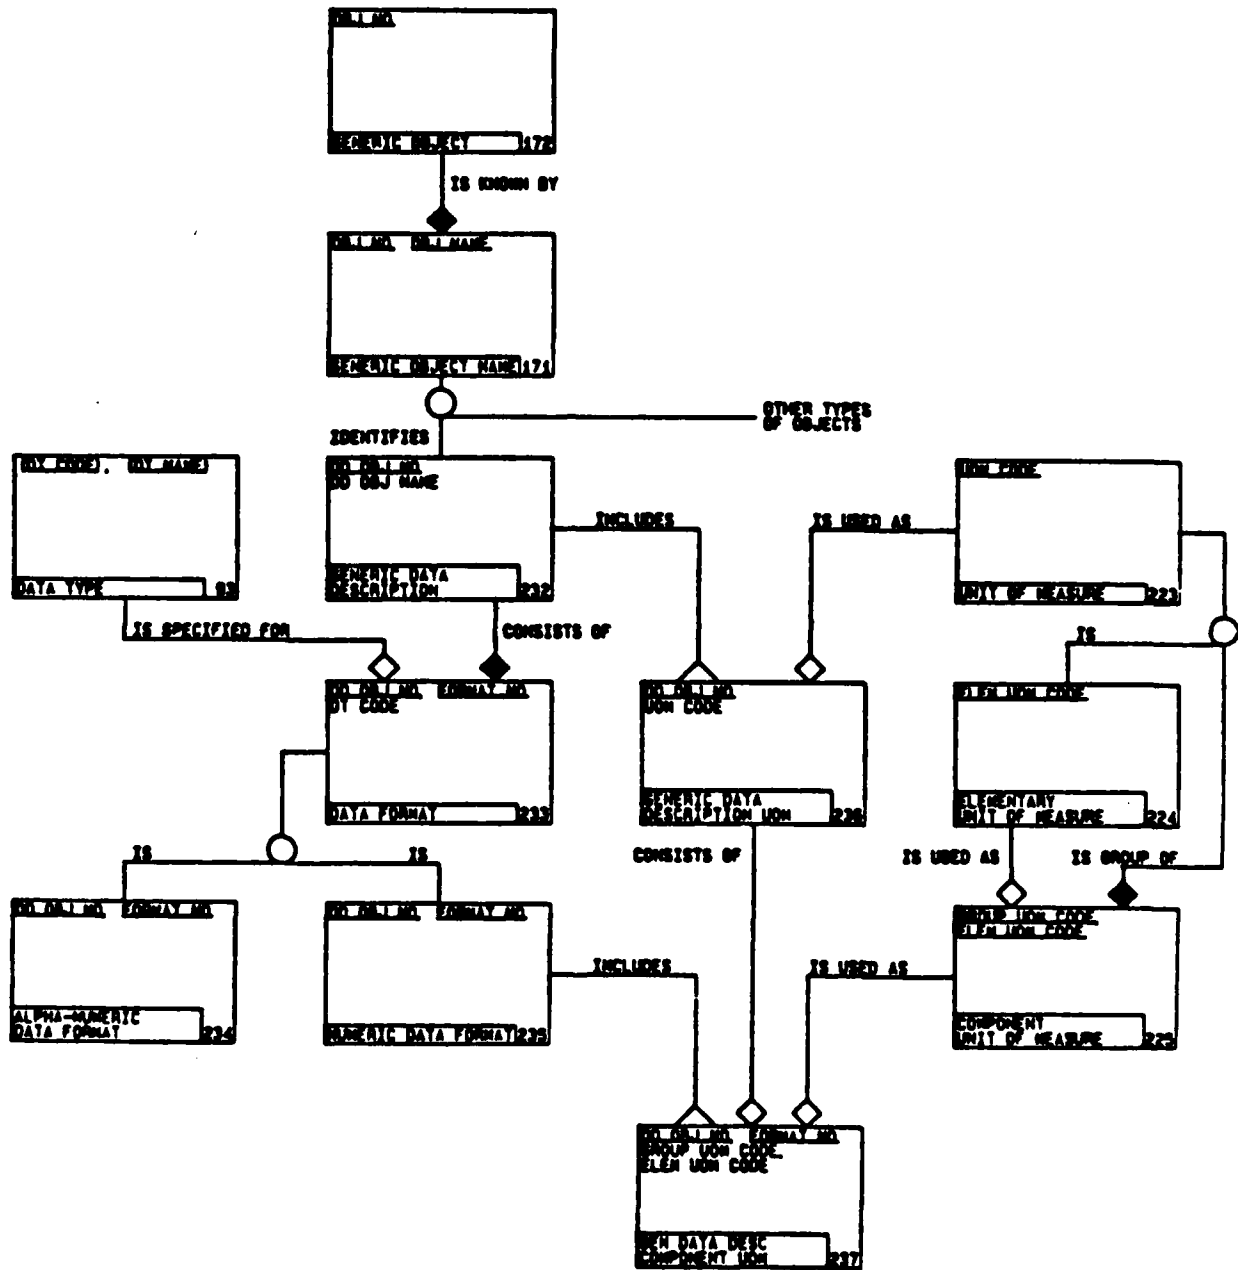 OBJ NO
GENERIC OBJECT 172
IS KNOWN BY
OBJ NO OBJ NAME
GENERIC OBJECT NAME 171
OTHER TYPES
OF OBJECTS
IDENTIFIES
(DT CODE), (DT NAME)
DATA TYPE 93
DD OBJ NO
DD OBJ NAME
GENERIC DATA
DESCRIPTION 232
INCLUDES
IS USED AS
UOM CODE
UNIT OF MEASURE 223
IS SPECIFIED FOR
CONSISTS OF
IS
DD OBJ NO FORMAT NO
DT CODE
DATA FORMAT 233
DD OBJ NO
UOM CODE
GENERIC DATA
DESCRIPTION UOM 236
ELEM UOM CODE
ELEMENTARY
UNIT OF MEASURE 224
IS
IS
CONSISTS OF
IS USED AS
IS GROUP OF
DD OBJ NO FORMAT NO
ALPHA-NUMERIC
DATA FORMAT 234
DD OBJ NO FORMAT NO
NUMERIC DATA FORMAT 235
INCLUDES
IS USED AS
GROUP UOM CODE
ELEM UOM CODE
COMPONENT
UNIT OF MEASURE 225
DD OBJ NO FORMAT NO
GROUP UOM CODE
ELEM UOM CODE
GEN DATA DESC
COMPONENT UOM 237